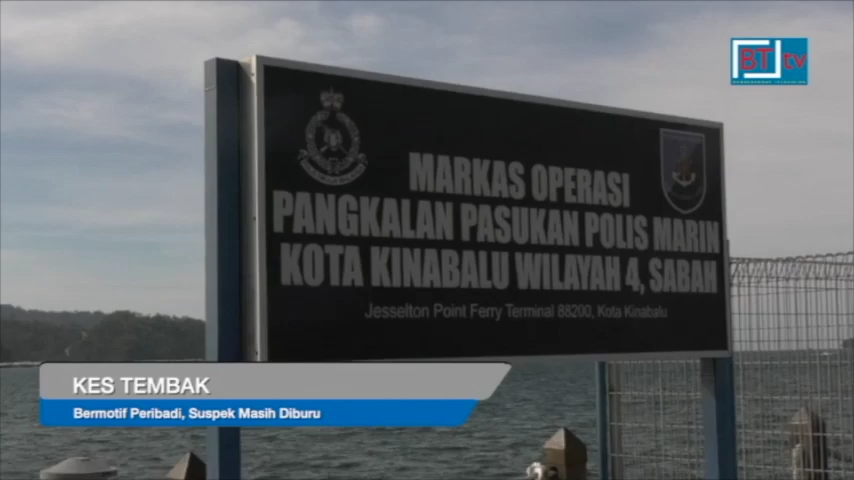 BT tv
MARKAS OPERASI
PANGKALAN PASUKAN POLIS MARIN
KOTA KINABALU WILAYAH 4, SABAH
Jesselton Point Ferry Terminal 88200, Kota Kinabalu
KES TEMBAK
Bermotif Peribadi, Suspek Masih Diburu